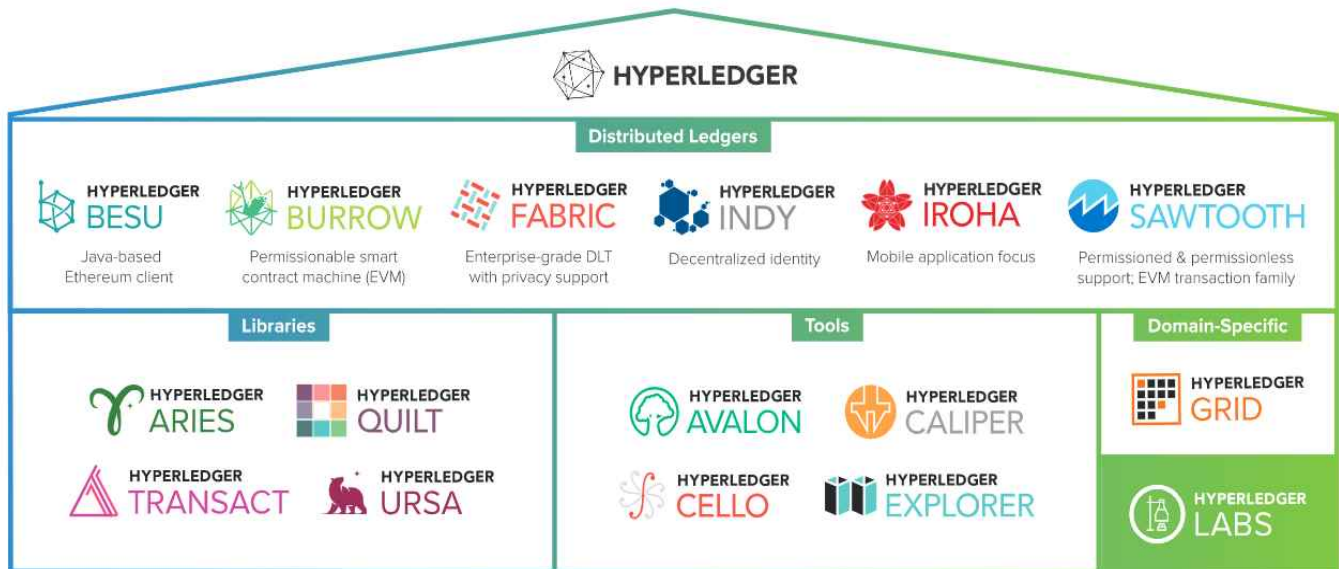 HYPERLEDGER
Distributed Ledgers
HYPERLEDGER
BESU
Java-based
Ethereum client
HYPERLEDGER
BURROW
Permissionable smart
contract machine (EVM)
HYPERLEDGER
FABRIC
Enterprise-grade DLT
with privacy support
HYPERLEDGER
INDY
Decentralized identity
HYPERLEDGER
IROHA
Mobile application focus
HYPERLEDGER
SAWTOOTH
Permissioned & permissionless
support; EVM transaction family
Libraries
HYPERLEDGER
ARIES
HYPERLEDGER
QUILT
HYPERLEDGER
TRANSACT
HYPERLEDGER
URSA
Tools
HYPERLEDGER
AVALON
HYPERLEDGER
CALIPER
HYPERLEDGER
CELLO
HYPERLEDGER
EXPLORER
Domain-Specific
HYPERLEDGER
GRID
HYPERLEDGER
LABS